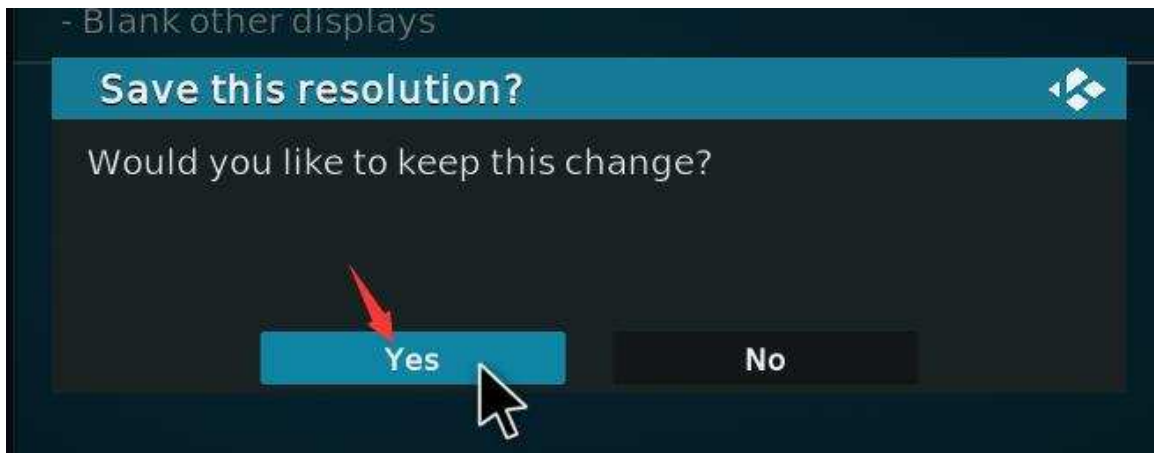 - Blank other displays
Save this resolution?
Would you like to keep this change?
Yes
No